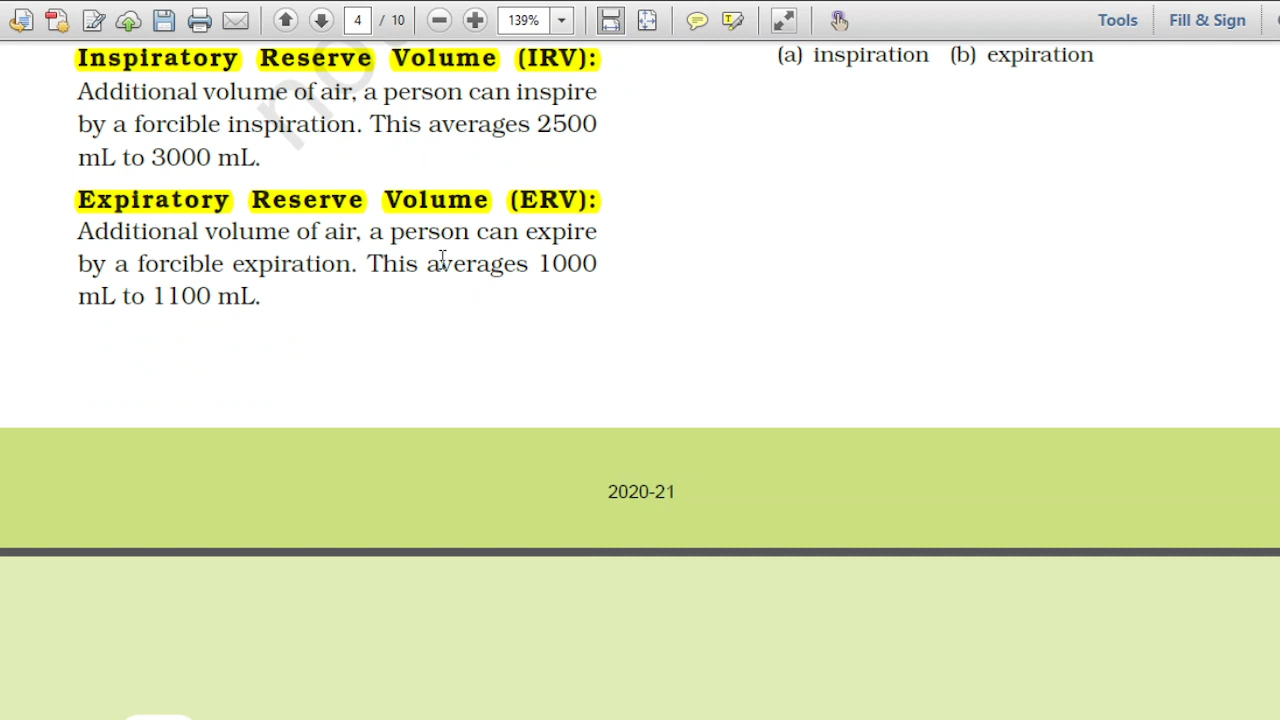 4 / 10
139%
Tools
Fill & Sign
Inspiratory Reserve Volume (IRV):
Additional volume of air, a person can inspire
by a forcible inspiration. This averages 2500
mL to 3000 mL.
Expiratory Reserve Volume (ERV):
Additional volume of air, a person can expire
by a forcible expiration. This averages 1000
mL to 1100 mL.
(a) inspiration (b) expiration
2020-21